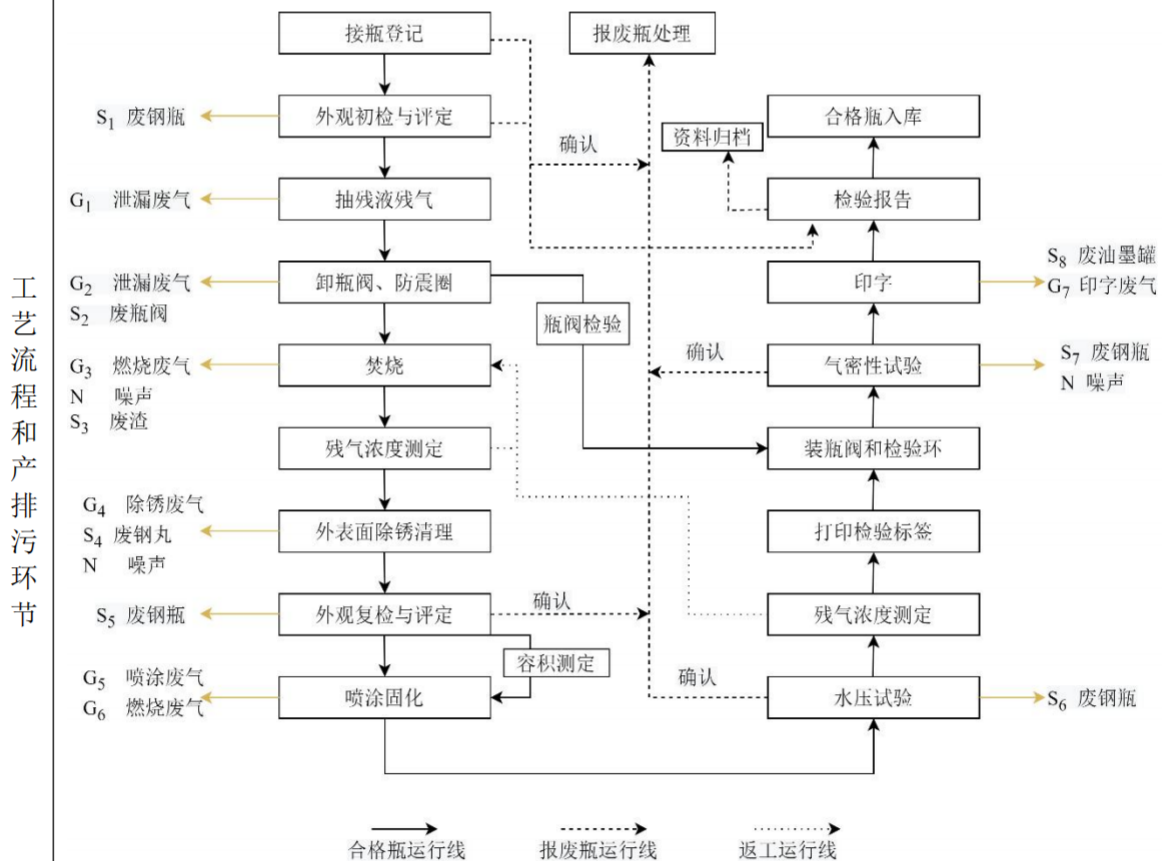 工艺流程和产排污环节
接瓶登记
报废瓶处理
S1 废钢瓶
外观初检与评定
合格瓶入库
确认
资料归档
G1 泄漏废气
抽残液残气
检验报告
G2 泄漏废气
S2 废瓶阀
卸瓶阀、防震圈
瓶阀检验
印字
S8 废油墨罐
G7 印字废气
G3 燃烧废气
N 噪声
S3 废渣
焚烧
确认
气密性试验
S7 废钢瓶
N 噪声
残气浓度测定
装瓶阀和检验环
G4 除锈废气
S4 废钢丸
N 噪声
外表面除锈清理
打印检验标签
S5 废钢瓶
外观复检与评定
确认
残气浓度测定
容积测定
G5 喷涂废气
G6 燃烧废气
喷涂固化
确认
水压试验
S6 废钢瓶
合格瓶运行线
报废瓶运行线
返工运行线